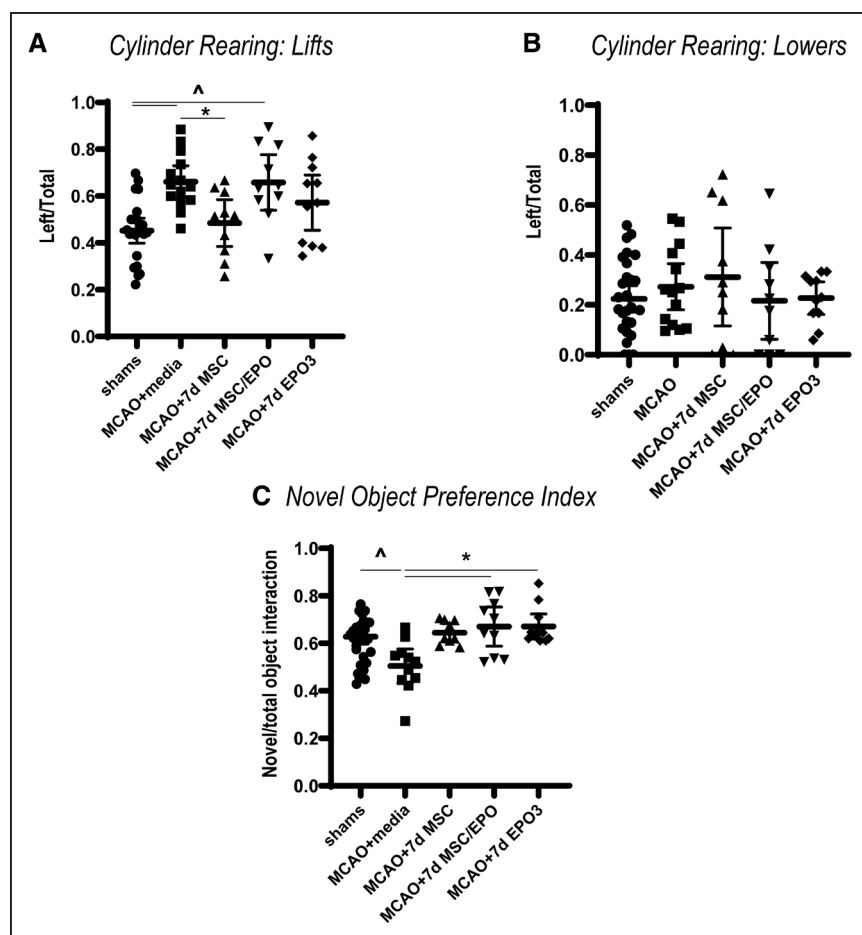 A
Cylinder Rearing: Lifts
^
*
1.0
0.8
0.6
0.4
0.2
0.0
Left/Total
shams
MCAO+media
MCAO+7d MSC
MCAO+7d MSC/EPO
MCAO+7d EPO3
B
Cylinder Rearing: Lowers
1.0
0.8
0.6
0.4
0.2
0.0
Left/Total
shams
MCAO
MCAO+7d MSC
MCAO+7d MSC/EPO
MCAO+7d EPO3
C
Novel Object Preference Index
^
*
1.0
0.8
0.6
0.4
0.2
0.0
Novel/total object interaction
shams
MCAO+media
MCAO+7d MSC
MCAO+7d MSC/EPO
MCAO+7d EPO3